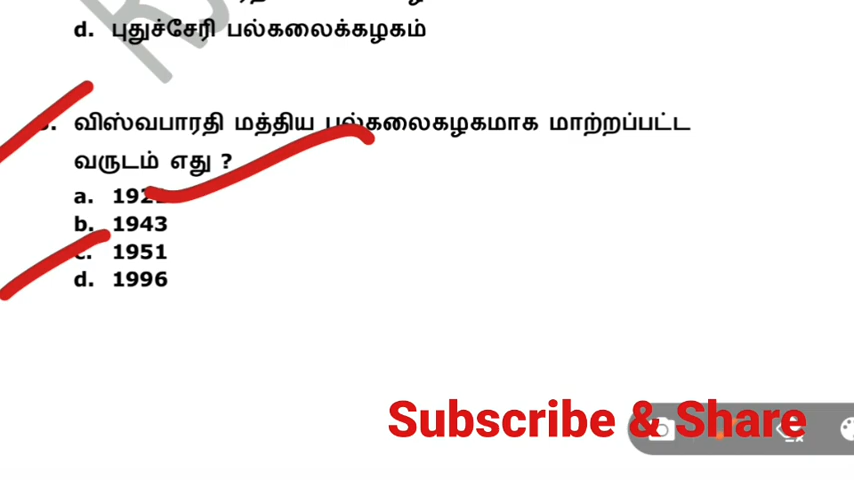 d. புதுச்சேரி பல்கலைக்கழகம்
விஸ்வபாரதி மத்திய பல்கலைகழகமாக மாற்றப்பட்ட
வருடம் எது ?
a.
b. 1943
c. 1951
d. 1996
Subscribe & Share